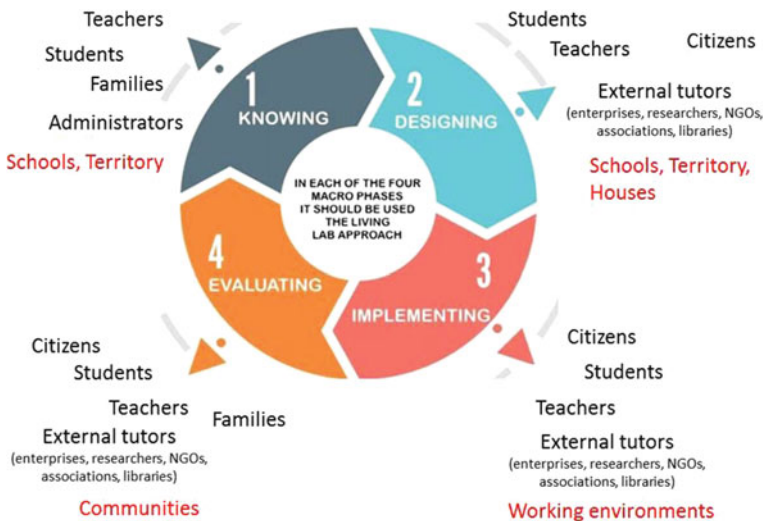 Teachers
Students
Families
Administrators
Schools, Territory
1
KNOWING
2
DESIGNING
Students
Teachers
Citizens
External tutors
(enterprises, researchers, NGOs,
associations, libraries)
Schools, Territory,
Houses
IN EACH OF THE FOUR
MACRO PHASES
IT SHOULD BE USED
THE LIVING
LAB APPROACH
4
EVALUATING
3
IMPLEMENTING
Citizens
Students
Teachers
Families
External tutors
(enterprises, researchers, NGOs,
associations, libraries)
Communities
Citizens
Students
Teachers
External tutors
(enterprises, researchers, NGOs,
associations, libraries)
Working environments